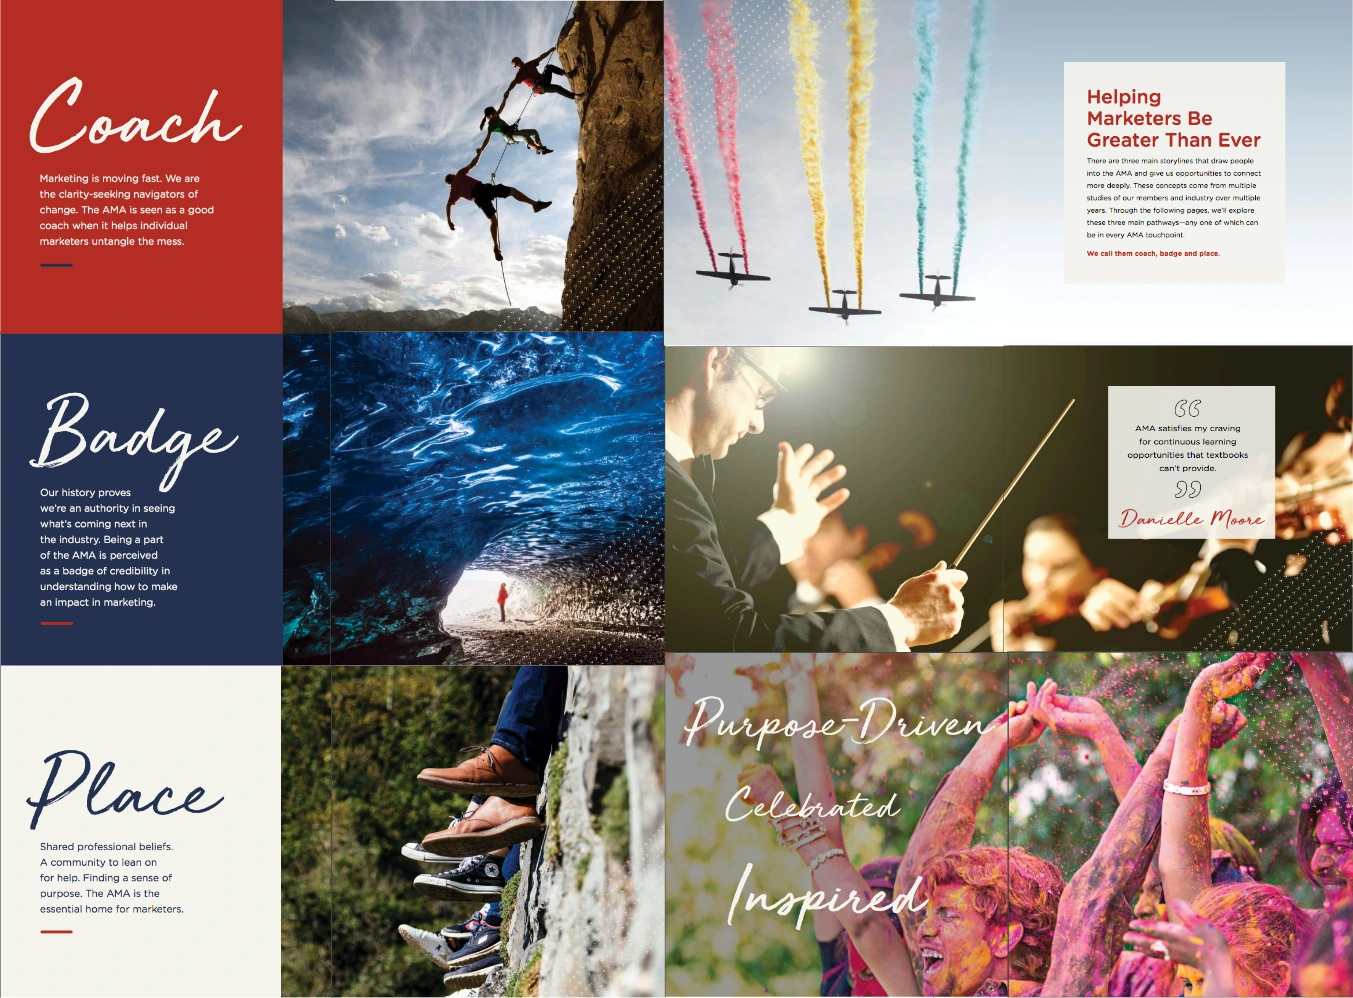 Coach
Marketing is moving fast. We are
the clarity-seeking navigators of
change. The AMA is seen as a good
coach when it helps individual
marketers untangle the mess.
Helping
Marketers Be
Greater Than Ever
There are three main storylines that draw people
into the AMA and give us opportunities to connect
more deeply. These concepts come from multiple
studies of our members and industry over multiple
years. Through the following pages, we'll explore
these three main pathways—any one of which can
be in every AMA touchpoint.
We call them coach, badge and place.
Badge
Our history proves
we're an authority in seeing
what's coming next in
the industry. Being a part
of the AMA is perceived
as a badge of credibility in
understanding how to make
an impact in marketing.
“
AMA satisfies my craving
for continuous learning
opportunities that textbooks
can't provide.
”
Danielle Moore
Place
Shared professional beliefs.
A community to lean on
for help. Finding a sense of
purpose. The AMA is the
essential home for marketers.
Purpose-Driven
Celebrated
Inspired